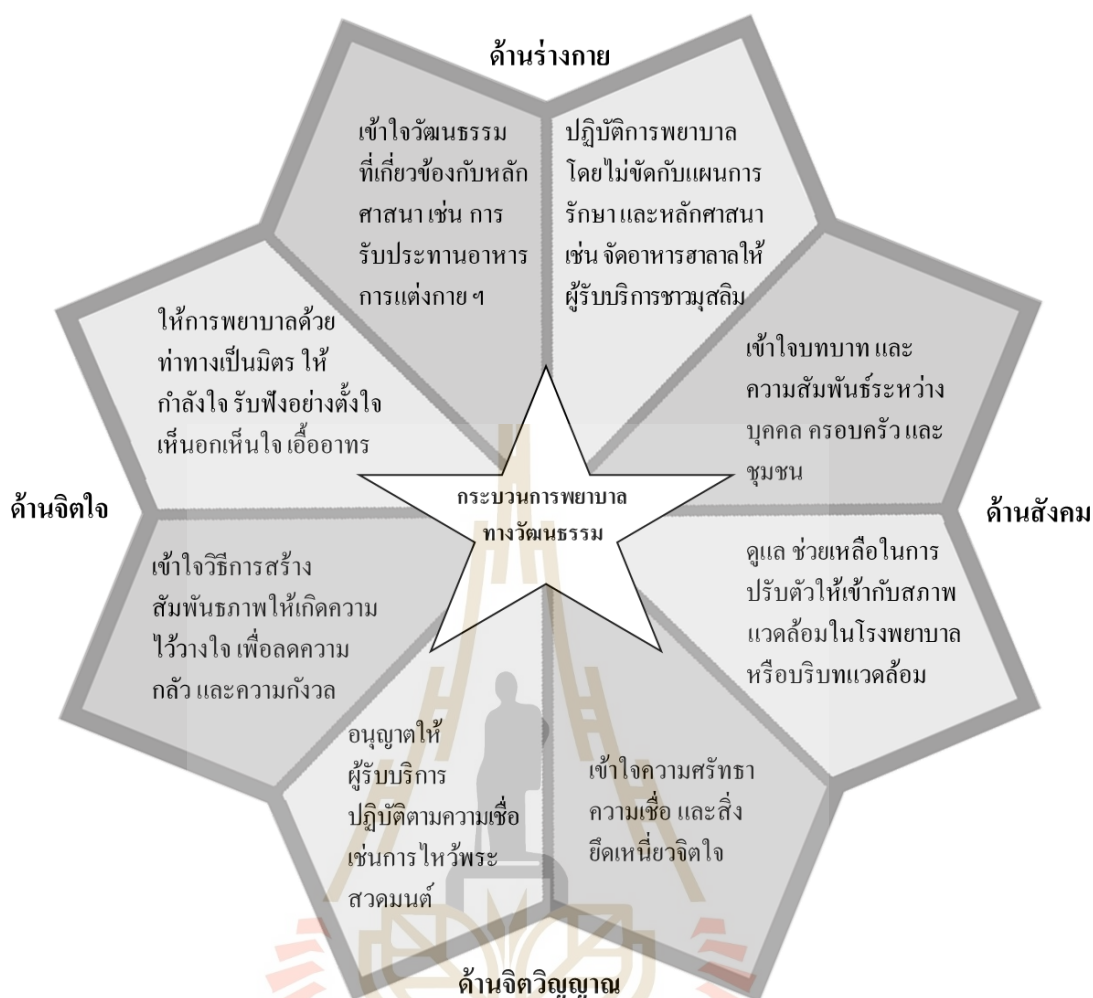 ด้านร่างกาย
เข้าใจวัฒนธรรม
ที่เกี่ยวข้องกับหลัก
ศาสนา เช่น การ
รับประทานอาหาร
การแต่งกาย ฯ
ปฏิบัติการพยาบาล
โดยไม่ขัดกับแผนการ
รักษา และหลักศาสนา
เช่น จัดอาหารฮาลาลให้
ผู้รับบริการชาวมุสลิม
ให้การพยาบาลด้วย
ท่าทางเป็นมิตร ให้
กำลังใจ รับฟังอย่างตั้งใจ
เห็นอกเห็นใจ เอื้ออาทร
เข้าใจบทบาท และ
ความสัมพันธ์ระหว่าง
บุคคล ครอบครัว และ
ชุมชน
ด้านจิตใจ
กระบวนการพยาบาล
ทางวัฒนธรรม
ด้านสังคม
เข้าใจวิธีการสร้าง
สัมพันธภาพให้เกิดความ
ไว้วางใจ เพื่อลดความ
กลัว และความกังวล
ดูแล ช่วยเหลือในการ
ปรับตัวให้เข้ากับสภาพ
แวดล้อมในโรงพยาบาล
หรือบริบทแวดล้อม
อนุญาตให้
ผู้รับบริการ
ปฏิบัติตามความเชื่อ
เช่นการไหว้พระ
สวดมนต์
เข้าใจความศรัทธา
ความเชื่อ และสิ่ง
ยึดเหนี่ยวจิตใจ
ด้านจิตวิญญาณ